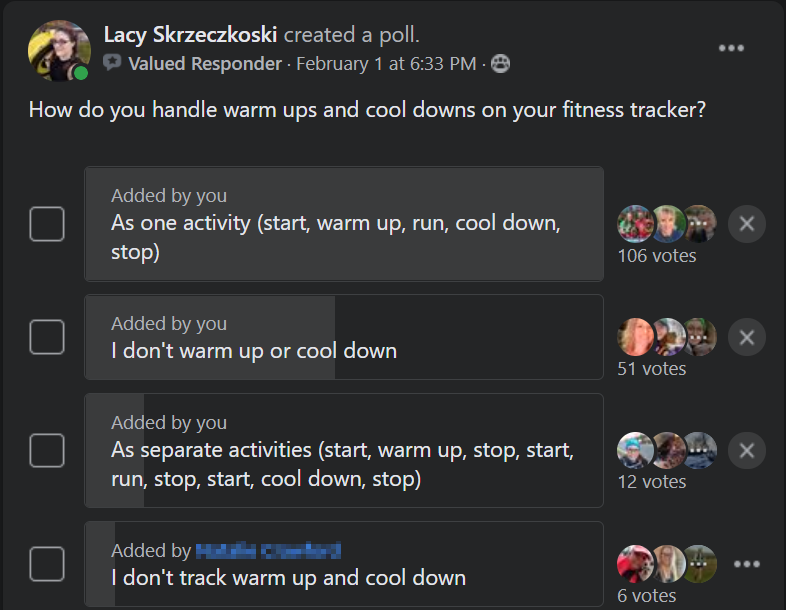 Lacy Skrzeczkoski created a poll.
Valued Responder · February 1 at 6:33 PM ·
How do you handle warm ups and cool downs on your fitness tracker?
Added by you
As one activity (start, warm up, run, cool down,
stop)
106 votes
Added by you
I don't warm up or cool down
51 votes
Added by you
As separate activities (start, warm up, stop, start,
run, stop, start, cool down, stop)
12 votes
Added by
I don't track warm up and cool down
6 votes